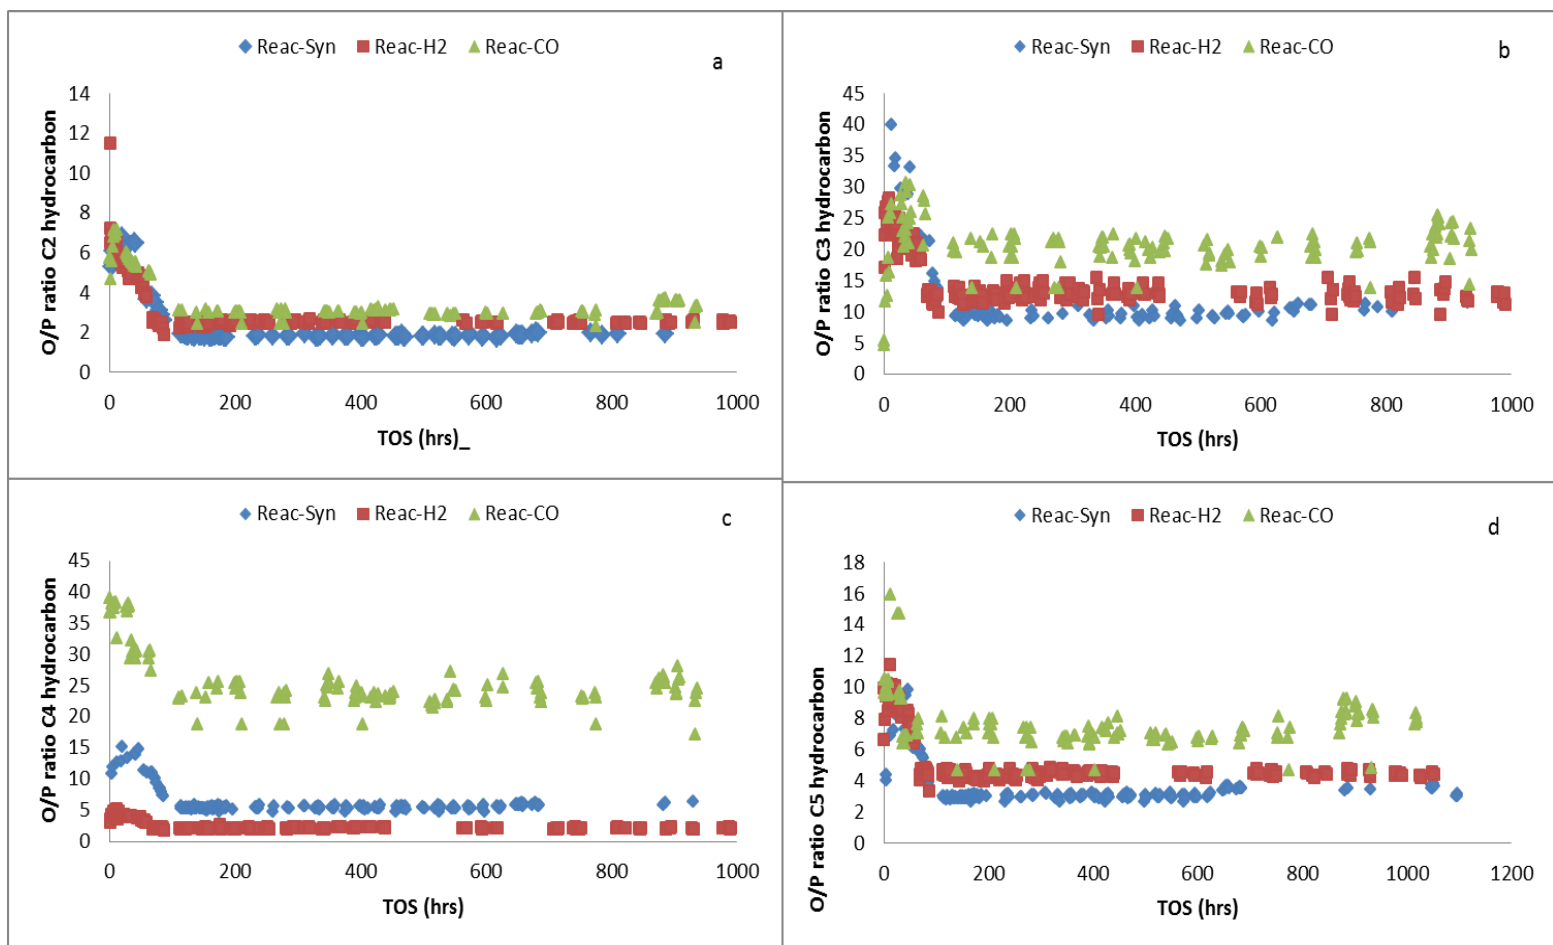 Reac-Syn Reac-H2 Reac-CO
a
O/P ratio C2 hydrocarbon
14
12
10
8
6
4
2
0
0 200 400 600 800 1000
TOS (hrs)_
Reac-Syn Reac-H2 Reac-CO
b
O/P ratio C3 hydrocarbon
45
40
35
30
25
20
15
10
5
0
0 200 400 600 800 1000
TOS (hrs)
Reac-Syn Reac-H2 Reac-CO
c
O/P ratio C4 hydrocarbon
45
40
35
30
25
20
15
10
5
0
0 200 400 600 800 1000
TOS (hrs)
Reac-Syn Reac-H2 Reac-CO
d
O/P ratio C5 hydrocarbon
18
16
14
12
10
8
6
4
2
0
0 200 400 600 800 1000 1200
TOS (hrs)